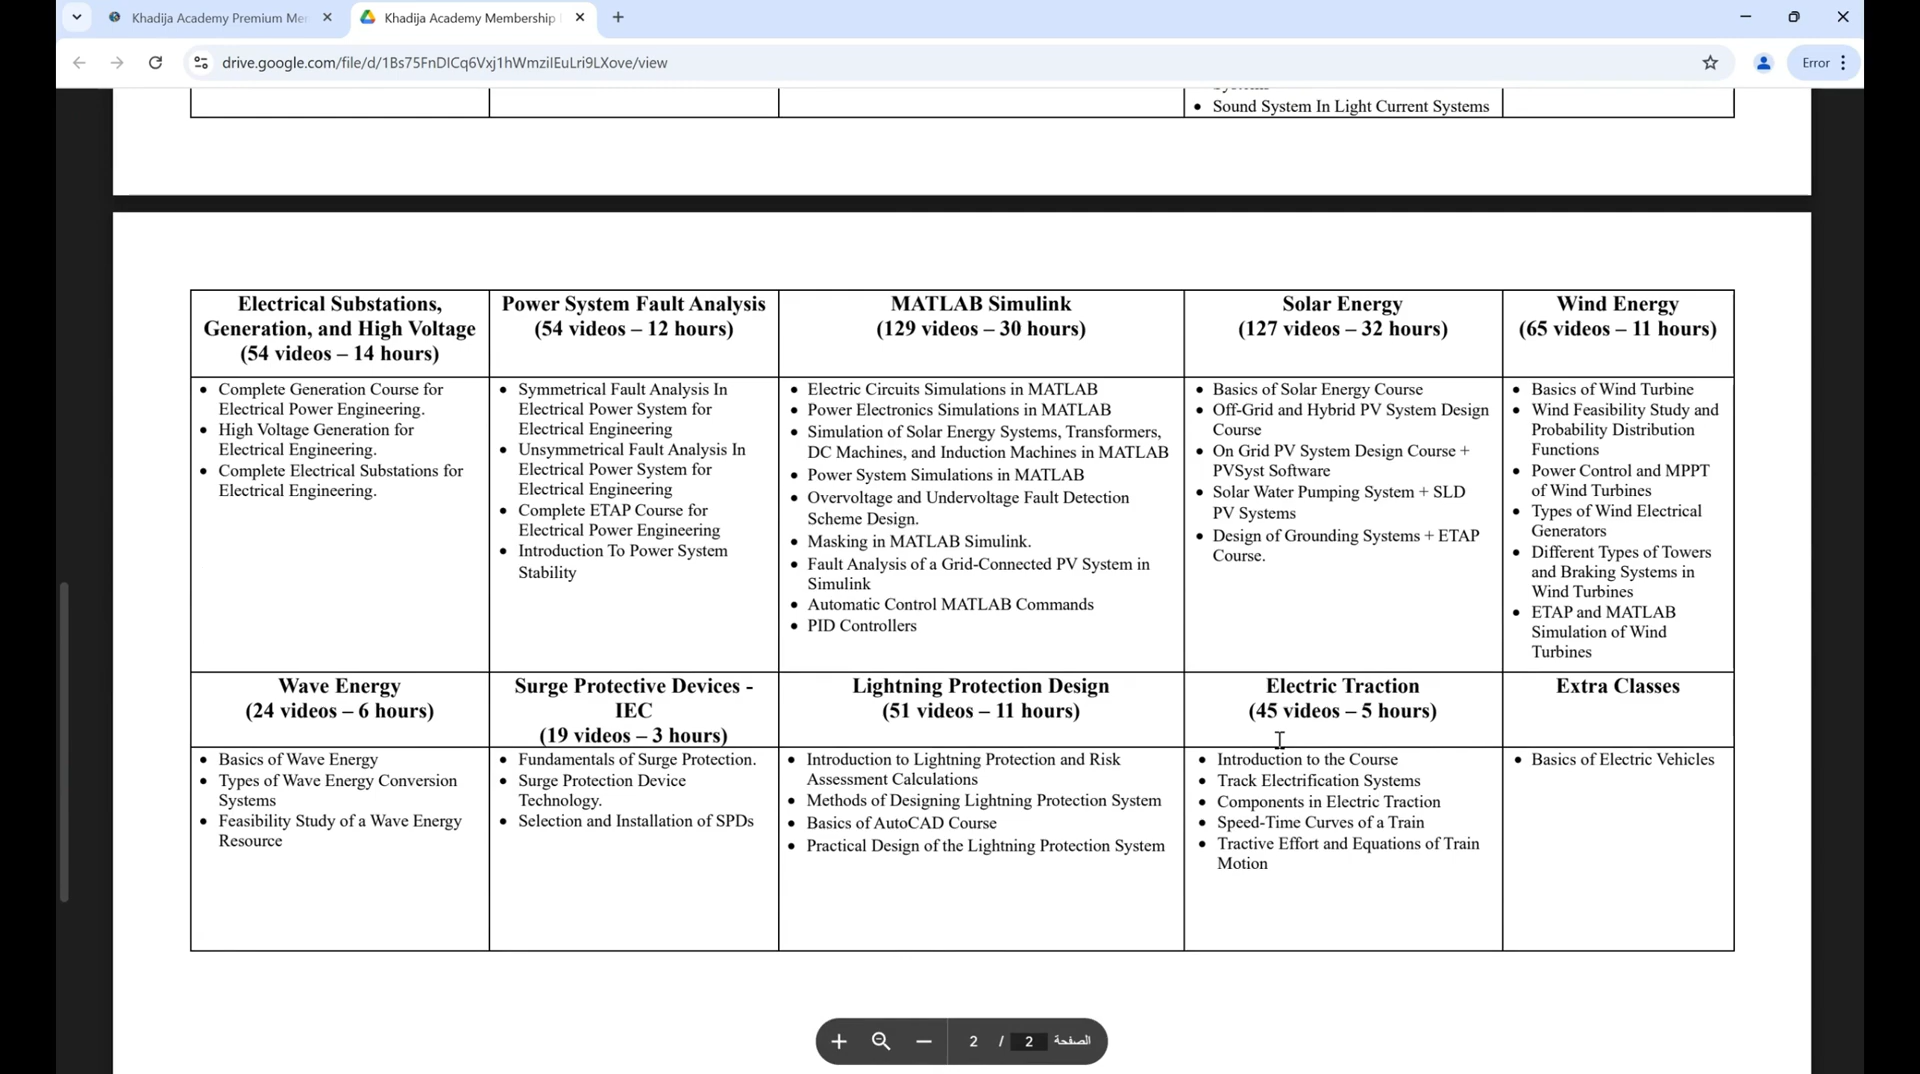 Khadija Academy Premium Mer
Khadija Academy Membership
drive.google.com/file/d/1Bs75FnDlCq6Vxj1hWmzilEuLri9LXove/view
Error
• Sound System In Light Current Systems
Electrical Substations,
Generation, and High Voltage
(54 videos – 14 hours)
• Complete Generation Course for
Electrical Power Engineering.
• High Voltage Generation for
Electrical Engineering.
• Complete Electrical Substations for
Electrical Engineering.
Power System Fault Analysis
(54 videos – 12 hours)
• Symmetrical Fault Analysis In
Electrical Power System for
Electrical Engineering
• Unsymmetrical Fault Analysis In
Electrical Power System for
Electrical Engineering
• Complete ETAP Course for
Electrical Power Engineering
• Introduction To Power System
Stability
MATLAB Simulink
(129 videos – 30 hours)
• Electric Circuits Simulations in MATLAB
• Power Electronics Simulations in MATLAB
• Simulation of Solar Energy Systems, Transformers,
DC Machines, and Induction Machines in MATLAB
• Power System Simulations in MATLAB
• Overvoltage and Undervoltage Fault Detection
Scheme Design.
• Masking in MATLAB Simulink.
• Fault Analysis of a Grid-Connected PV System in
Simulink
• Automatic Control MATLAB Commands
• PID Controllers
Solar Energy
(127 videos – 32 hours)
• Basics of Solar Energy Course
• Off-Grid and Hybrid PV System Design
Course
• On Grid PV System Design Course +
PVSyst Software
• Solar Water Pumping System + SLD
PV Systems
• Design of Grounding Systems + ETAP
Course.
Wind Energy
(65 videos – 11 hours)
• Basics of Wind Turbine
• Wind Feasibility Study and
Probability Distribution
Functions
• Power Control and MPPT
of Wind Turbines
• Types of Wind Electrical
Generators
• Different Types of Towers
and Braking Systems in
Wind Turbines
• ETAP and MATLAB
Simulation of Wind
Turbines
Wave Energy
(24 videos – 6 hours)
• Basics of Wave Energy
• Types of Wave Energy Conversion
Systems
• Feasibility Study of a Wave Energy
Resource
Surge Protective Devices -
IEC
(19 videos – 3 hours)
• Fundamentals of Surge Protection.
• Surge Protection Device
Technology.
• Selection and Installation of SPDs
Lightning Protection Design
(51 videos – 11 hours)
• Introduction to Lightning Protection and Risk
Assessment Calculations
• Methods of Designing Lightning Protection System
• Basics of AutoCAD Course
• Practical Design of the Lightning Protection System
Electric Traction
(45 videos – 5 hours)
• Introduction to the Course
• Track Electrification Systems
• Components in Electric Traction
• Speed-Time Curves of a Train
• Tractive Effort and Equations of Train
Motion
Extra Classes
• Basics of Electric Vehicles
2 / 2 الصفحة